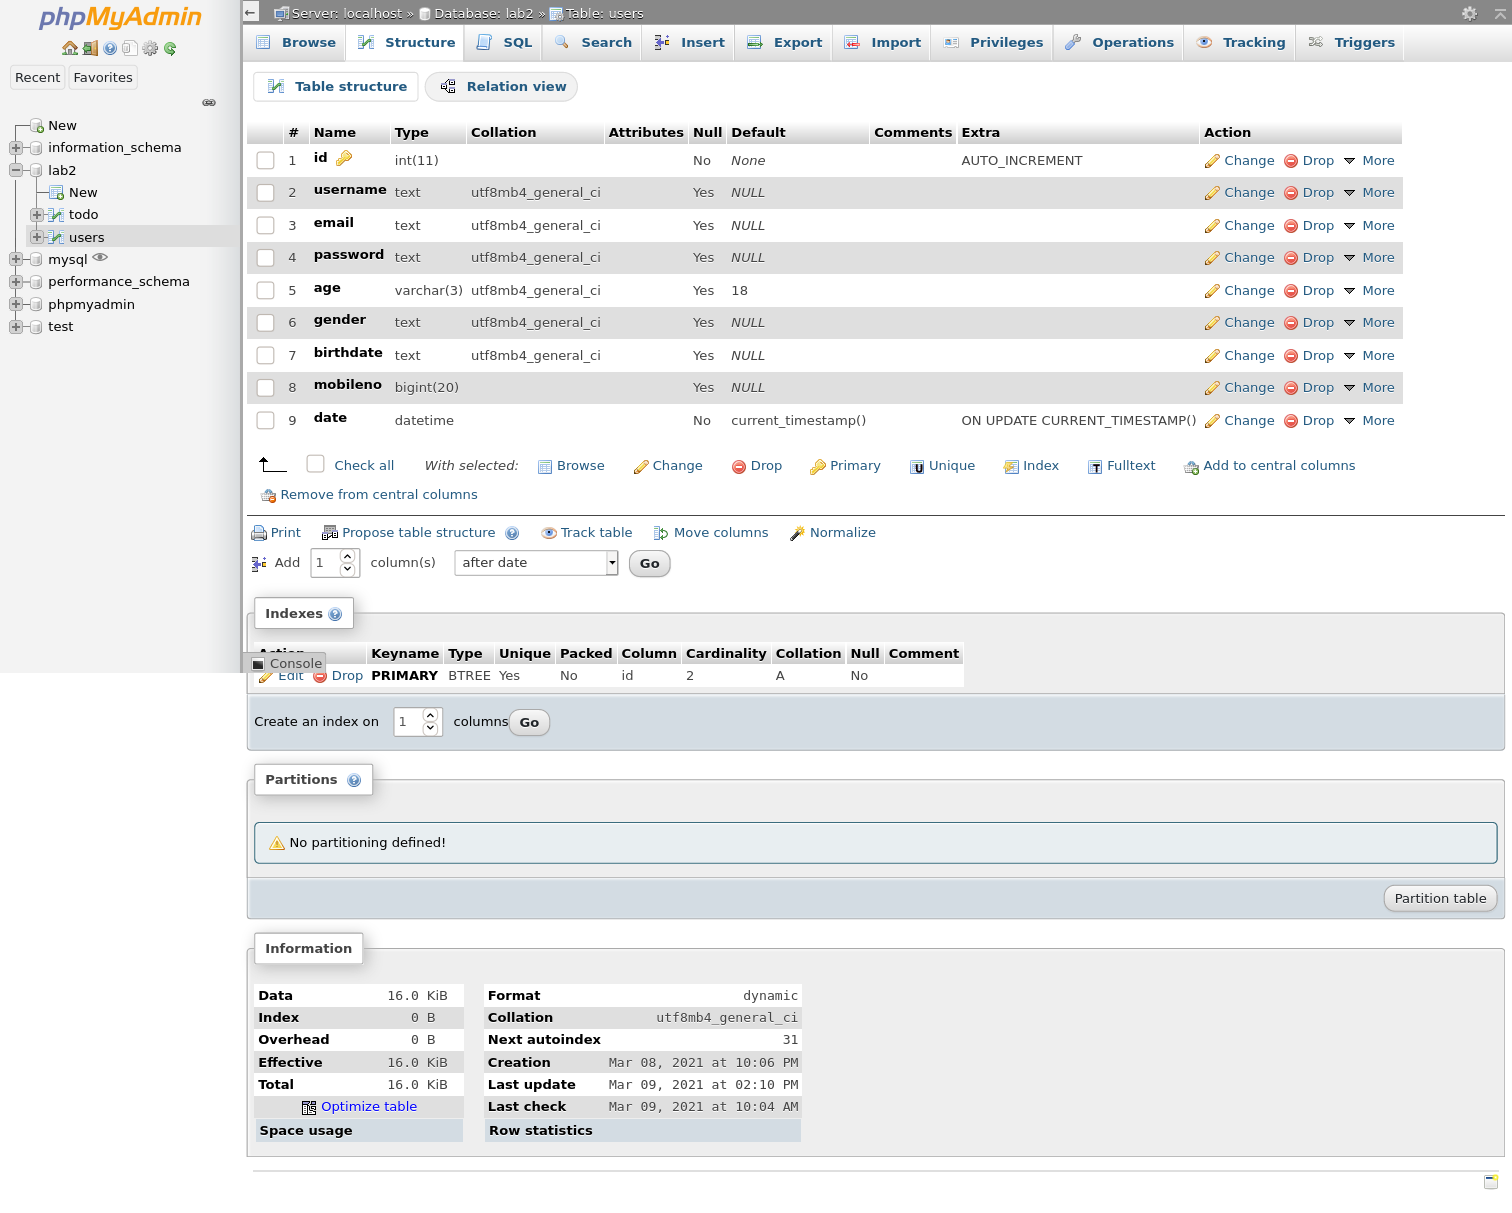 phpMyAdmin
Recent Favorites
New
information_schema
lab2
New
todo
users
mysql
performance_schema
phpmyadmin
test
Server: localhost » Database: lab2 » Table: users
Browse Structure SQL Search Insert Export Import Privileges Operations Tracking Triggers
Table structure Relation view
# Name Type Collation Attributes Null Default Comments Extra Action
1 id int(11) No None AUTO_INCREMENT Change Drop More
2 username text utf8mb4_general_ci Yes NULL Change Drop More
3 email text utf8mb4_general_ci Yes NULL Change Drop More
4 password text utf8mb4_general_ci Yes NULL Change Drop More
5 age varchar(3) utf8mb4_general_ci Yes 18 Change Drop More
6 gender text utf8mb4_general_ci Yes NULL Change Drop More
7 birthdate text utf8mb4_general_ci Yes NULL Change Drop More
8 mobileno bigint(20) Yes NULL Change Drop More
9 date datetime No current_timestamp() ON UPDATE CURRENT_TIMESTAMP() Change Drop More
Check all With selected: Browse Change Drop Primary Unique Index Fulltext Add to central columns
Remove from central columns
Print Propose table structure Track table Move columns Normalize
Add 1 column(s) after date Go
Indexes
Action Keyname Type Unique Packed Column Cardinality Collation Null Comment
Console
Edit Drop PRIMARY BTREE Yes No id 2 A No
Create an index on 1 columns Go
Partitions
No partitioning defined!
Partition table
Information
Data 16.0 KiB
Index 0 B
Overhead 0 B
Effective 16.0 KiB
Total 16.0 KiB
Optimize table
Space usage
Format dynamic
Collation utf8mb4_general_ci
Next autoindex 31
Creation Mar 08, 2021 at 10:06 PM
Last update Mar 09, 2021 at 02:10 PM
Last check Mar 09, 2021 at 10:04 AM
Row statistics